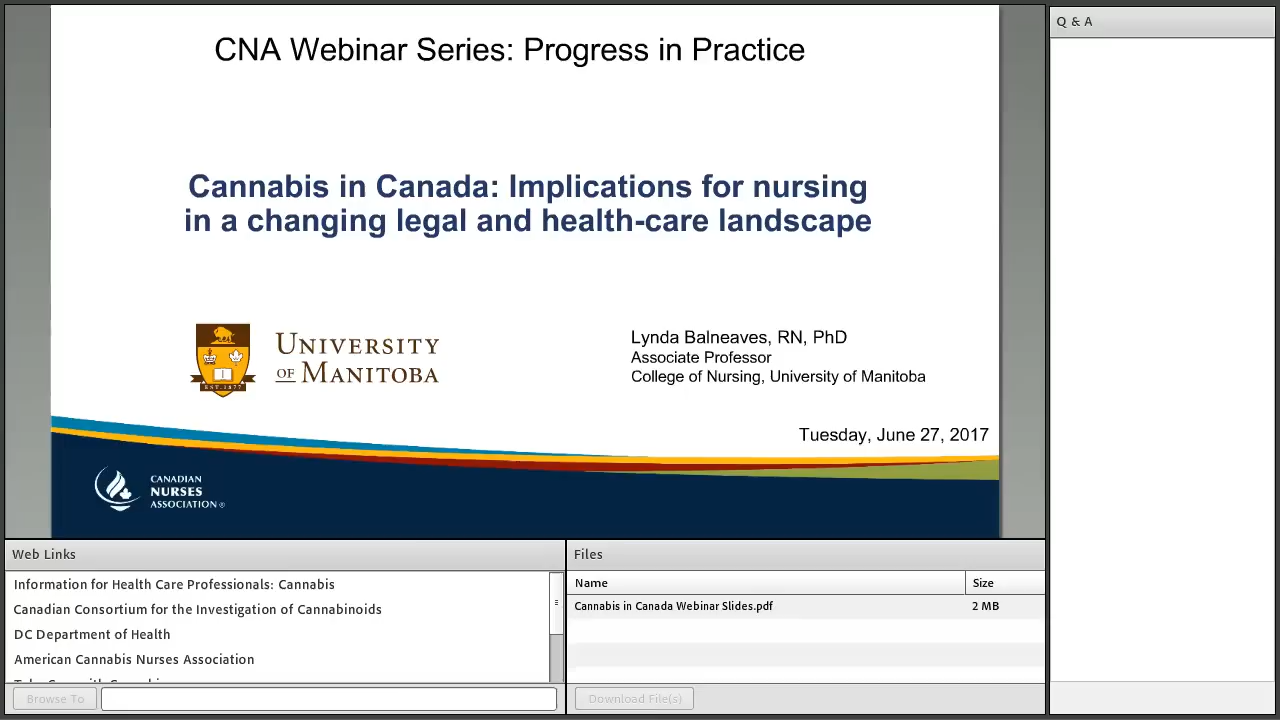 CNA Webinar Series: Progress in Practice
Q & A
Cannabis in Canada: Implications for nursing
in a changing legal and health-care landscape
UNIVERSITY
OF MANITOBA
EST. 1877
Lynda Balneaves, RN, PhD
Associate Professor
College of Nursing, University of Manitoba
Tuesday, June 27, 2017
CANADIAN
NURSES
ASSOCIATION®
Web Links
Information for Health Care Professionals: Cannabis
Canadian Consortium for the Investigation of Cannabinoids
DC Department of Health
American Cannabis Nurses Association
Browse To
Files
Name Size
Cannabis in Canada Webinar Slides.pdf 2 MB
Download File(s)